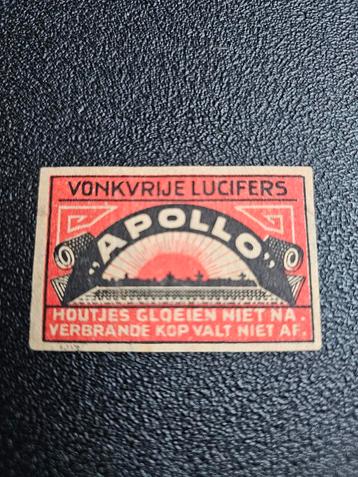 VONKVRIJE LUCIFERS
„APOLLO”
HOUTJES GLOEIEN NIET NA.
VERBRANDE KOP VALT NIET AF.